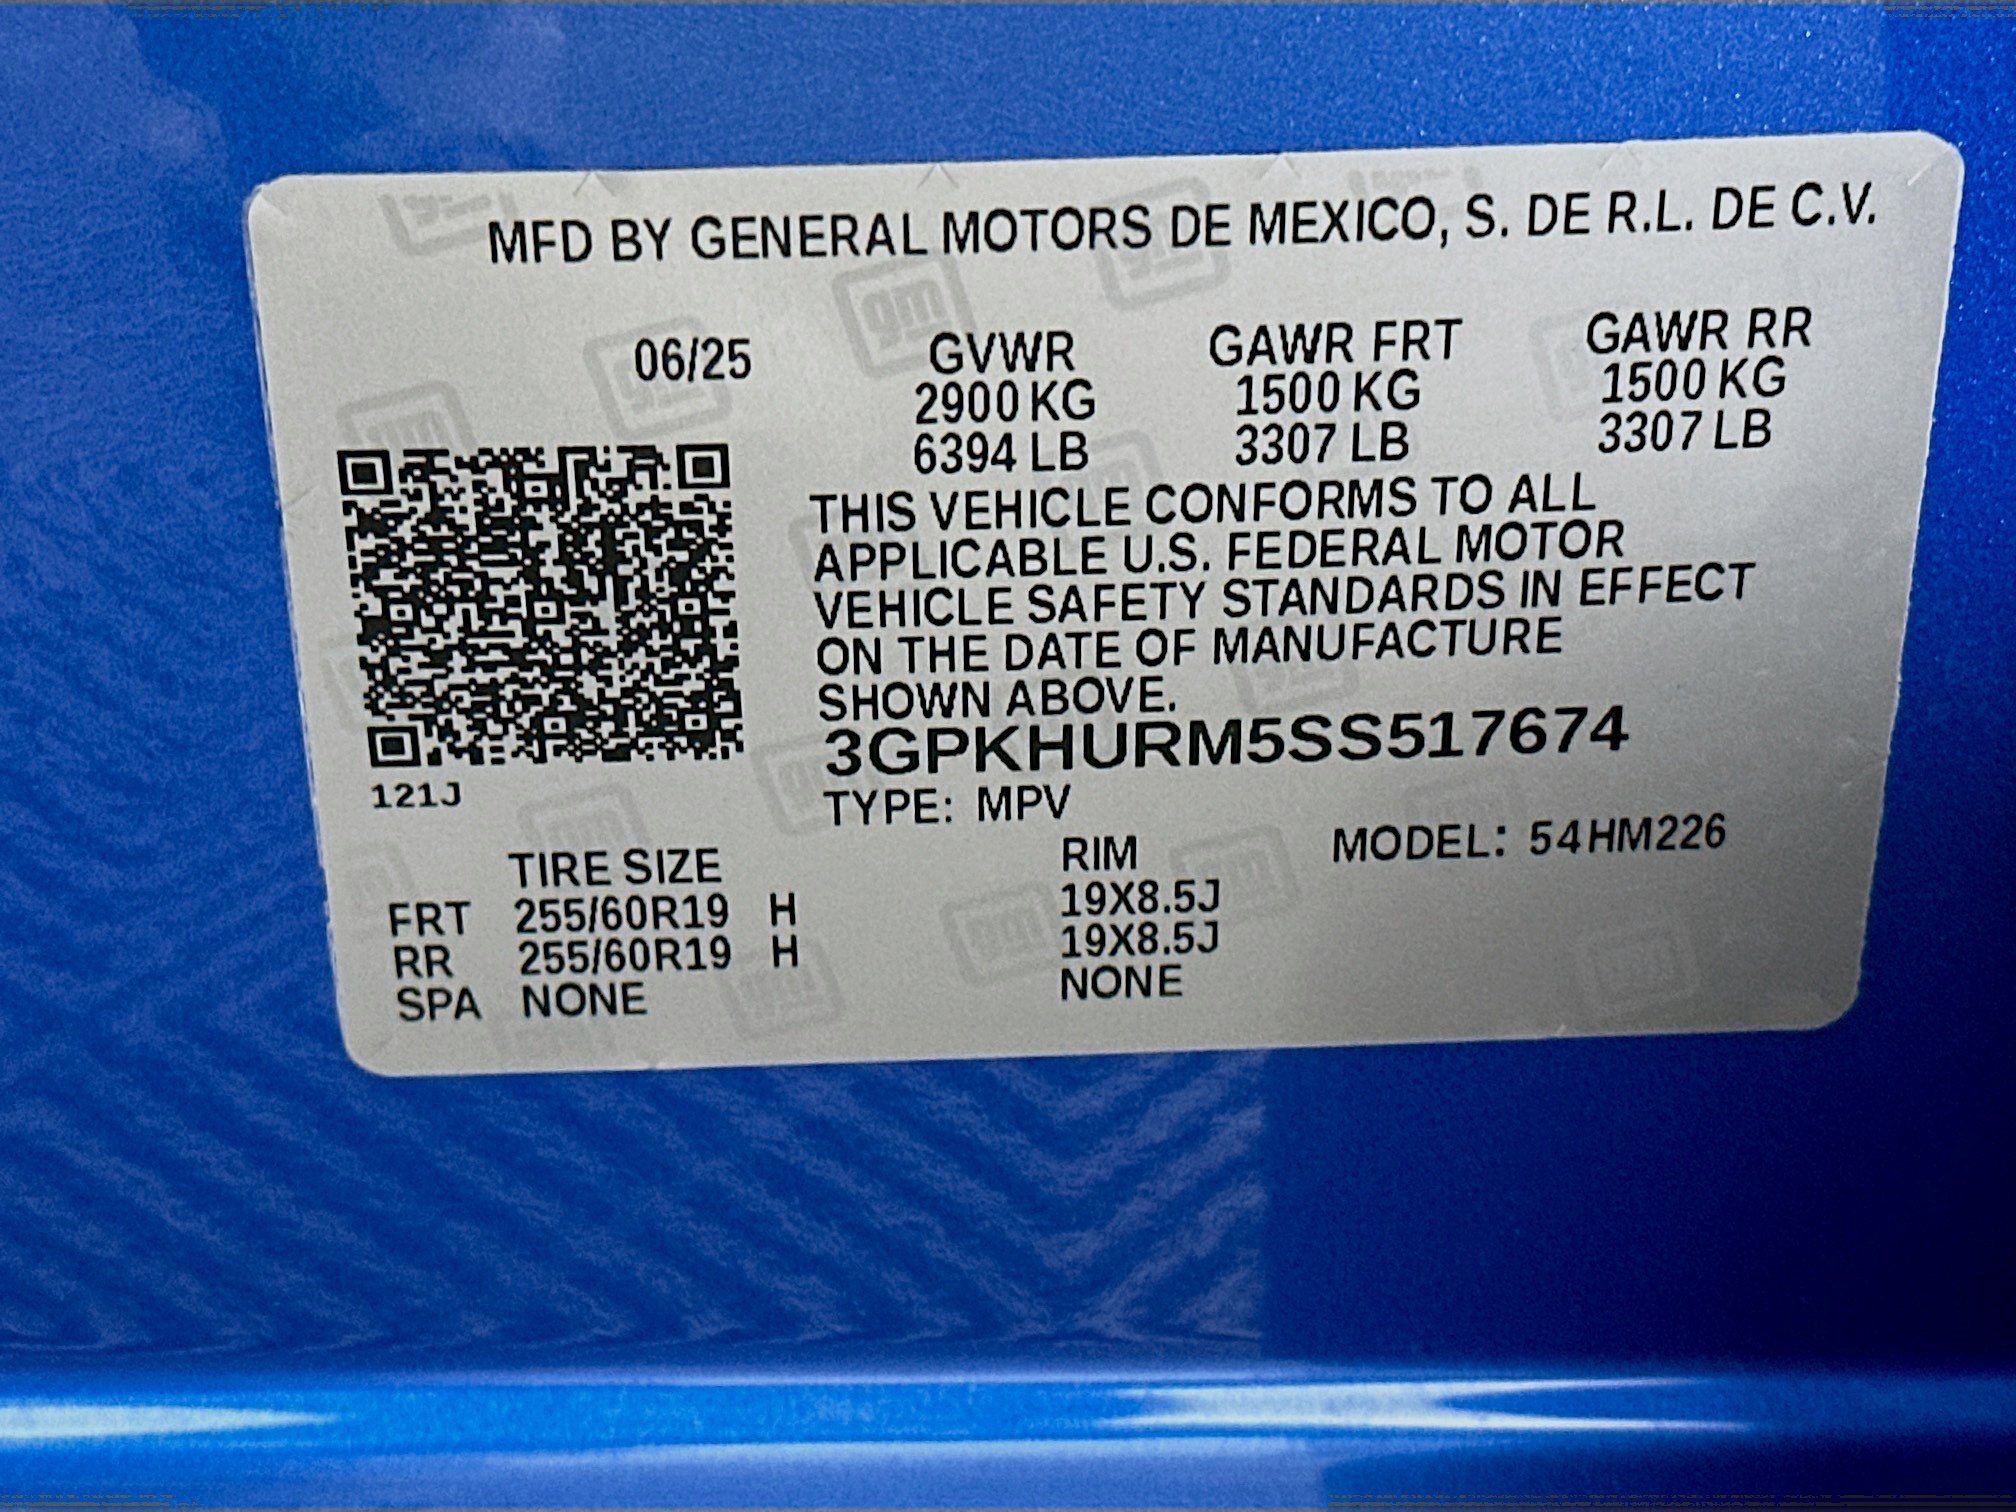 MFD BY GENERAL MOTORS DE MEXICO, S. DE R.L. DE C.V.
06/25 GVWR GAWR FRT GAWR RR
2900 KG 1500 KG 1500 KG
6394 LB 3307 LB 3307 LB
THIS VEHICLE CONFORMS TO ALL
APPLICABLE U.S. FEDERAL MOTOR
VEHICLE SAFETY STANDARDS IN EFFECT
ON THE DATE OF MANUFACTURE
SHOWN ABOVE.
3GPKHURM5SS517674
121J
TYPE: MPV
TIRE SIZE RIM MODEL: 54HM226
FRT 255/60R19 H 19X8.5J
RR 255/60R19 H 19X8.5J
SPA NONE NONE